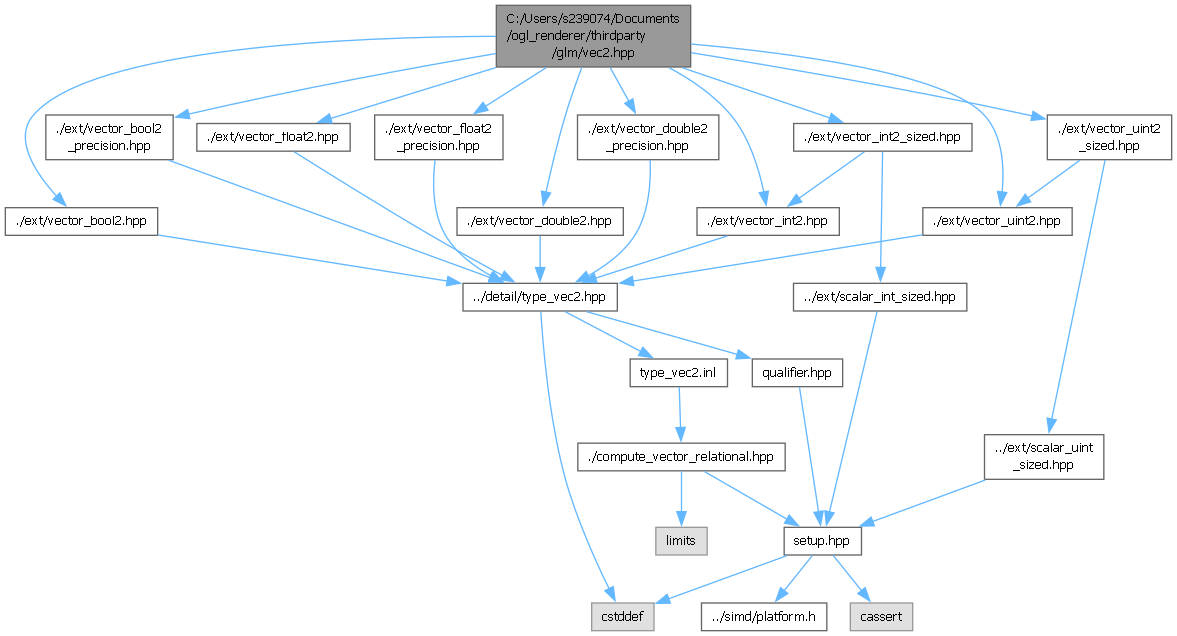 C:/Users/s239074/Documents
/ogl_renderer/thirdparty
/glm/vec2.hpp
./ext/vector_bool2
_precision.hpp
./ext/vector_float2.hpp
./ext/vector_float2
_precision.hpp
./ext/vector_double2
_precision.hpp
./ext/vector_int2_sized.hpp
./ext/vector_uint2
_sized.hpp
./ext/vector_bool2.hpp
./ext/vector_double2.hpp
./ext/vector_int2.hpp
./ext/vector_uint2.hpp
../detail/type_vec2.hpp
../ext/scalar_int_sized.hpp
type_vec2.inl
qualifier.hpp
./compute_vector_relational.hpp
../ext/scalar_uint
_sized.hpp
limits
setup.hpp
cstddef
../simd/platform.h
cassert